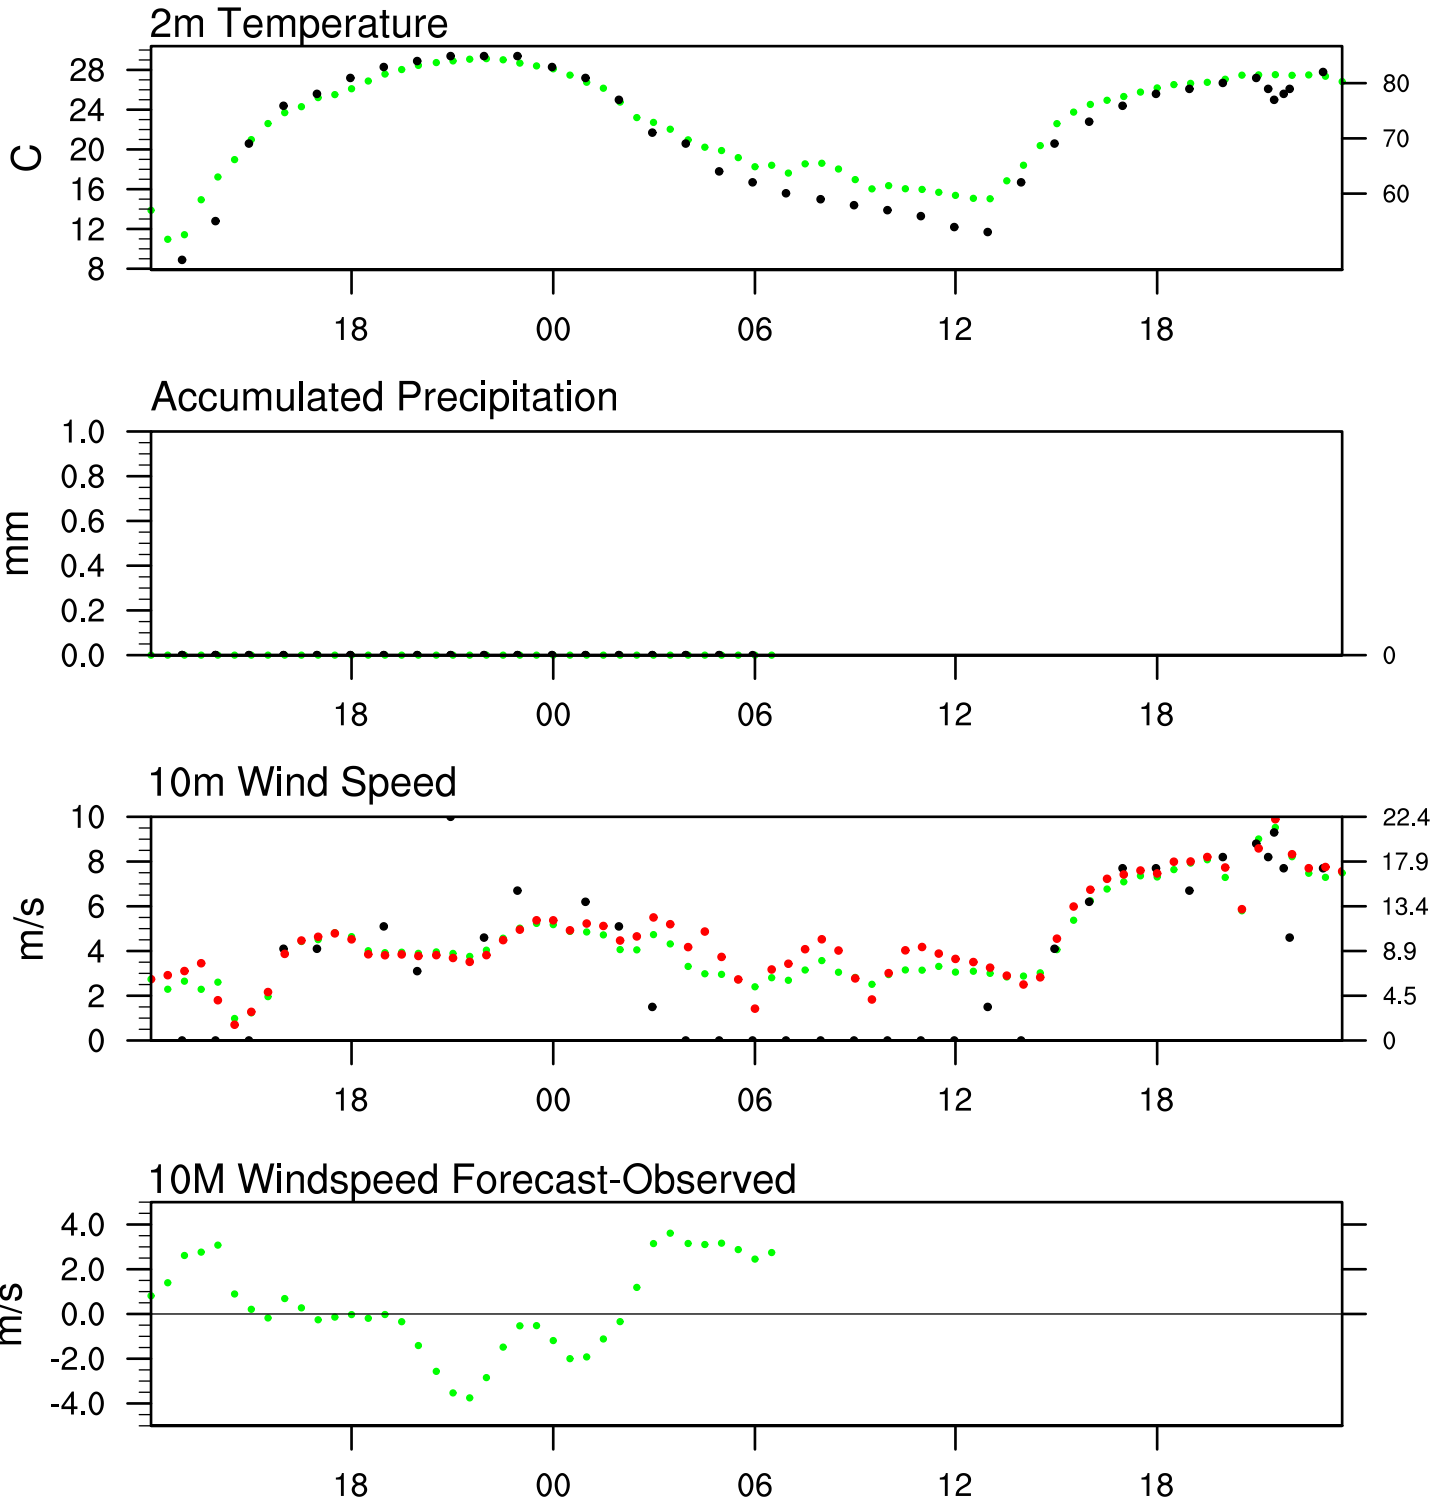 2m Temperature
28
24
20
16
12
8
C
80
70
60
18 00 06 12 18
Accumulated Precipitation
1.0
0.8
0.6
0.4
0.2
0.0
mm
0
18 00 06 12 18
10m Wind Speed
10
8
6
4
2
0
m/s
22.4
17.9
13.4
8.9
4.5
0
18 00 06 12 18
10M Windspeed Forecast-Observed
4.0
2.0
0.0
-2.0
-4.0
m/s
18 00 06 12 18